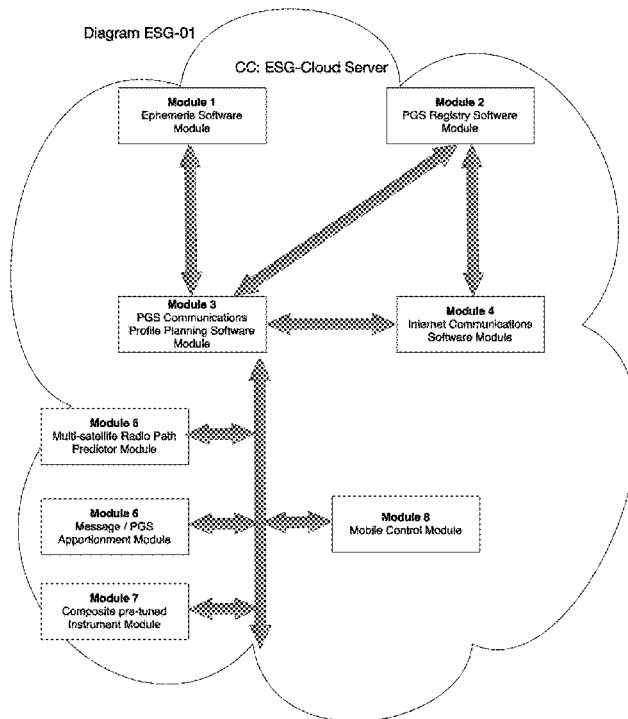 Diagram ESG-01
CC: ESG-Cloud Server
Module 1
Ephemeris Software
Module
Module 2
PGS Registry Software
Module
Module 3
PGS Communications
Profile Planning Software
Module
Module 4
Internet Communications
Software Module
Module 5
Multi-satellite Radio Path
Predictor Module
Module 6
Message / PGS
Apportionment Module
Module 8
Mobile Control Module
Module 7
Composite pre-tuned
Instrument Module